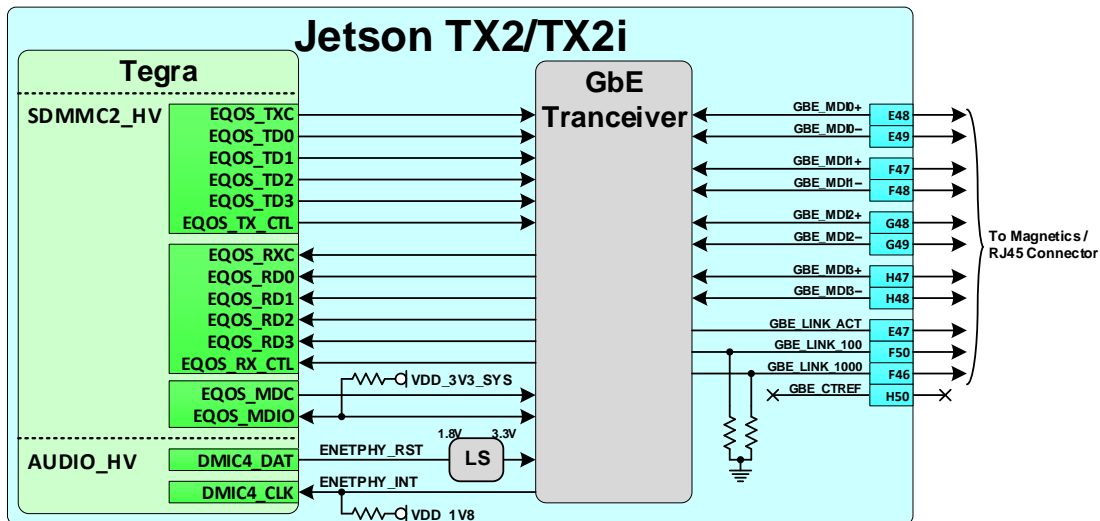 Jetson TX2/TX2i
Tegra
SDMMC2_HV
EQOS_TXC
EQOS_TD0
EQOS_TD1
EQOS_TD2
EQOS_TD3
EQOS_TX_CTL
EQOS_RXC
EQOS_RD0
EQOS_RD1
EQOS_RD2
EQOS_RD3
EQOS_RX_CTL
EQOS_MDC
EQOS_MDIO
VDD_3V3_SYS
AUDIO_HV
DMIC4_DAT
DMIC4_CLK
ENETPHY_RST
1.8V
3.3V
LS
ENETPHY_INT
VDD_1V8
GbE
Tranceiver
GBE_MDI0+
E48
GBE_MDI0−
E49
GBE_MDI1+
F47
GBE_MDI1−
F48
GBE_MDI2+
G48
GBE_MDI2−
G49
GBE_MDI3+
H47
GBE_MDI3−
H48
GBE_LINK_ACT
E47
GBE_LINK_100
F50
GBE_LINK_1000
F46
GBE_CTREF
H50
To Magnetics /
RJ45 Connector